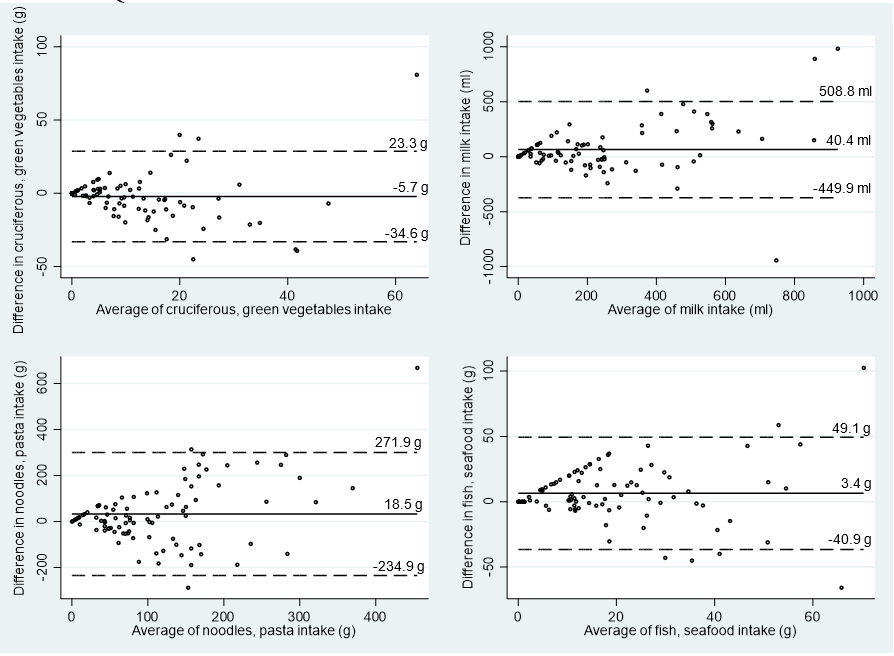 Difference in cruciferous, green vegetables intake (g)
100
50
0
-50
23.3 g
-5.7 g
-34.6 g
0 20 40 60
Average of cruciferous, green vegetables intake
Difference in milk intake (ml)
1000
500
0
-500
-1000
508.8 ml
40.4 ml
-449.9 ml
0 200 400 600 800 1000
Average of milk intake (ml)
Difference in noodles, pasta intake (g)
600
400
200
0
-200
271.9 g
18.5 g
-234.9 g
0 100 200 300 400
Average of noodles, pasta intake (g)
Difference in fish, seafood intake (g)
100
50
0
-50
49.1 g
3.4 g
-40.9 g
0 20 40 60
Average of fish, seafood intake (g)